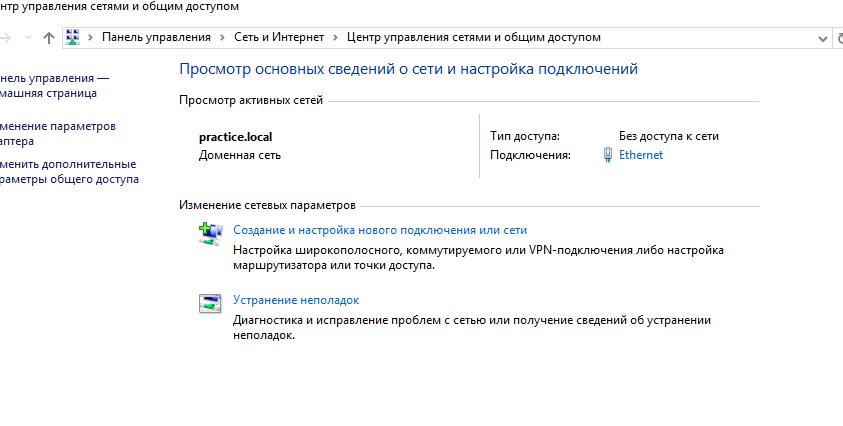 нтр управления сетями и общим доступом
Панель управления > Сеть и Интернет > Центр управления сетями и общим доступом
нель управления —
машняя страница
менение параметров
аптера
менить дополнительные
раметры общего доступа
Просмотр основных сведений о сети и настройка подключений
Просмотр активных сетей
practice.local
Доменная сеть
Тип доступа: Без доступа к сети
Подключения: Ethernet
Изменение сетевых параметров
Создание и настройка нового подключения или сети
Настройка широкополосного, коммутируемого или VPN-подключения либо настройка
маршрутизатора или точки доступа.
Устранение неполадок
Диагностика и исправление проблем с сетью или получение сведений об устранении
неполадок.